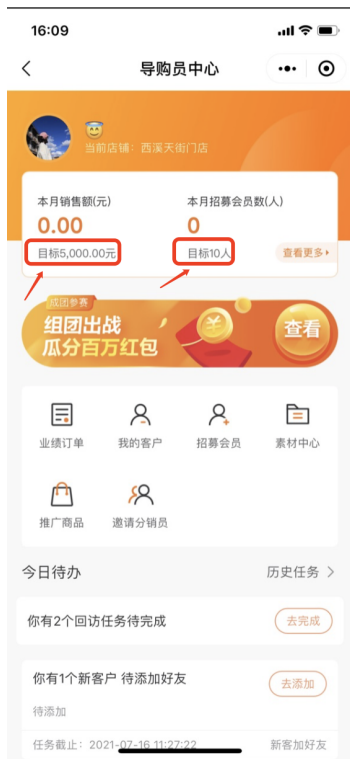 16:09
导购员中心
当前店铺：西溪天街门店
本月销售额(元)
本月招募会员数(人)
0.00
0
目标5,000.00元
目标10人
查看更多
成团参赛
组团出战
瓜分百万红包
查看
业绩订单
我的客户
招募会员
素材中心
推广商品
邀请分销员
今日待办
历史任务
你有2个回访任务待完成
去完成
你有1个新客户 待添加好友
去添加
待添加
任务截止：2021-07-16 11:27:22
新客加好友